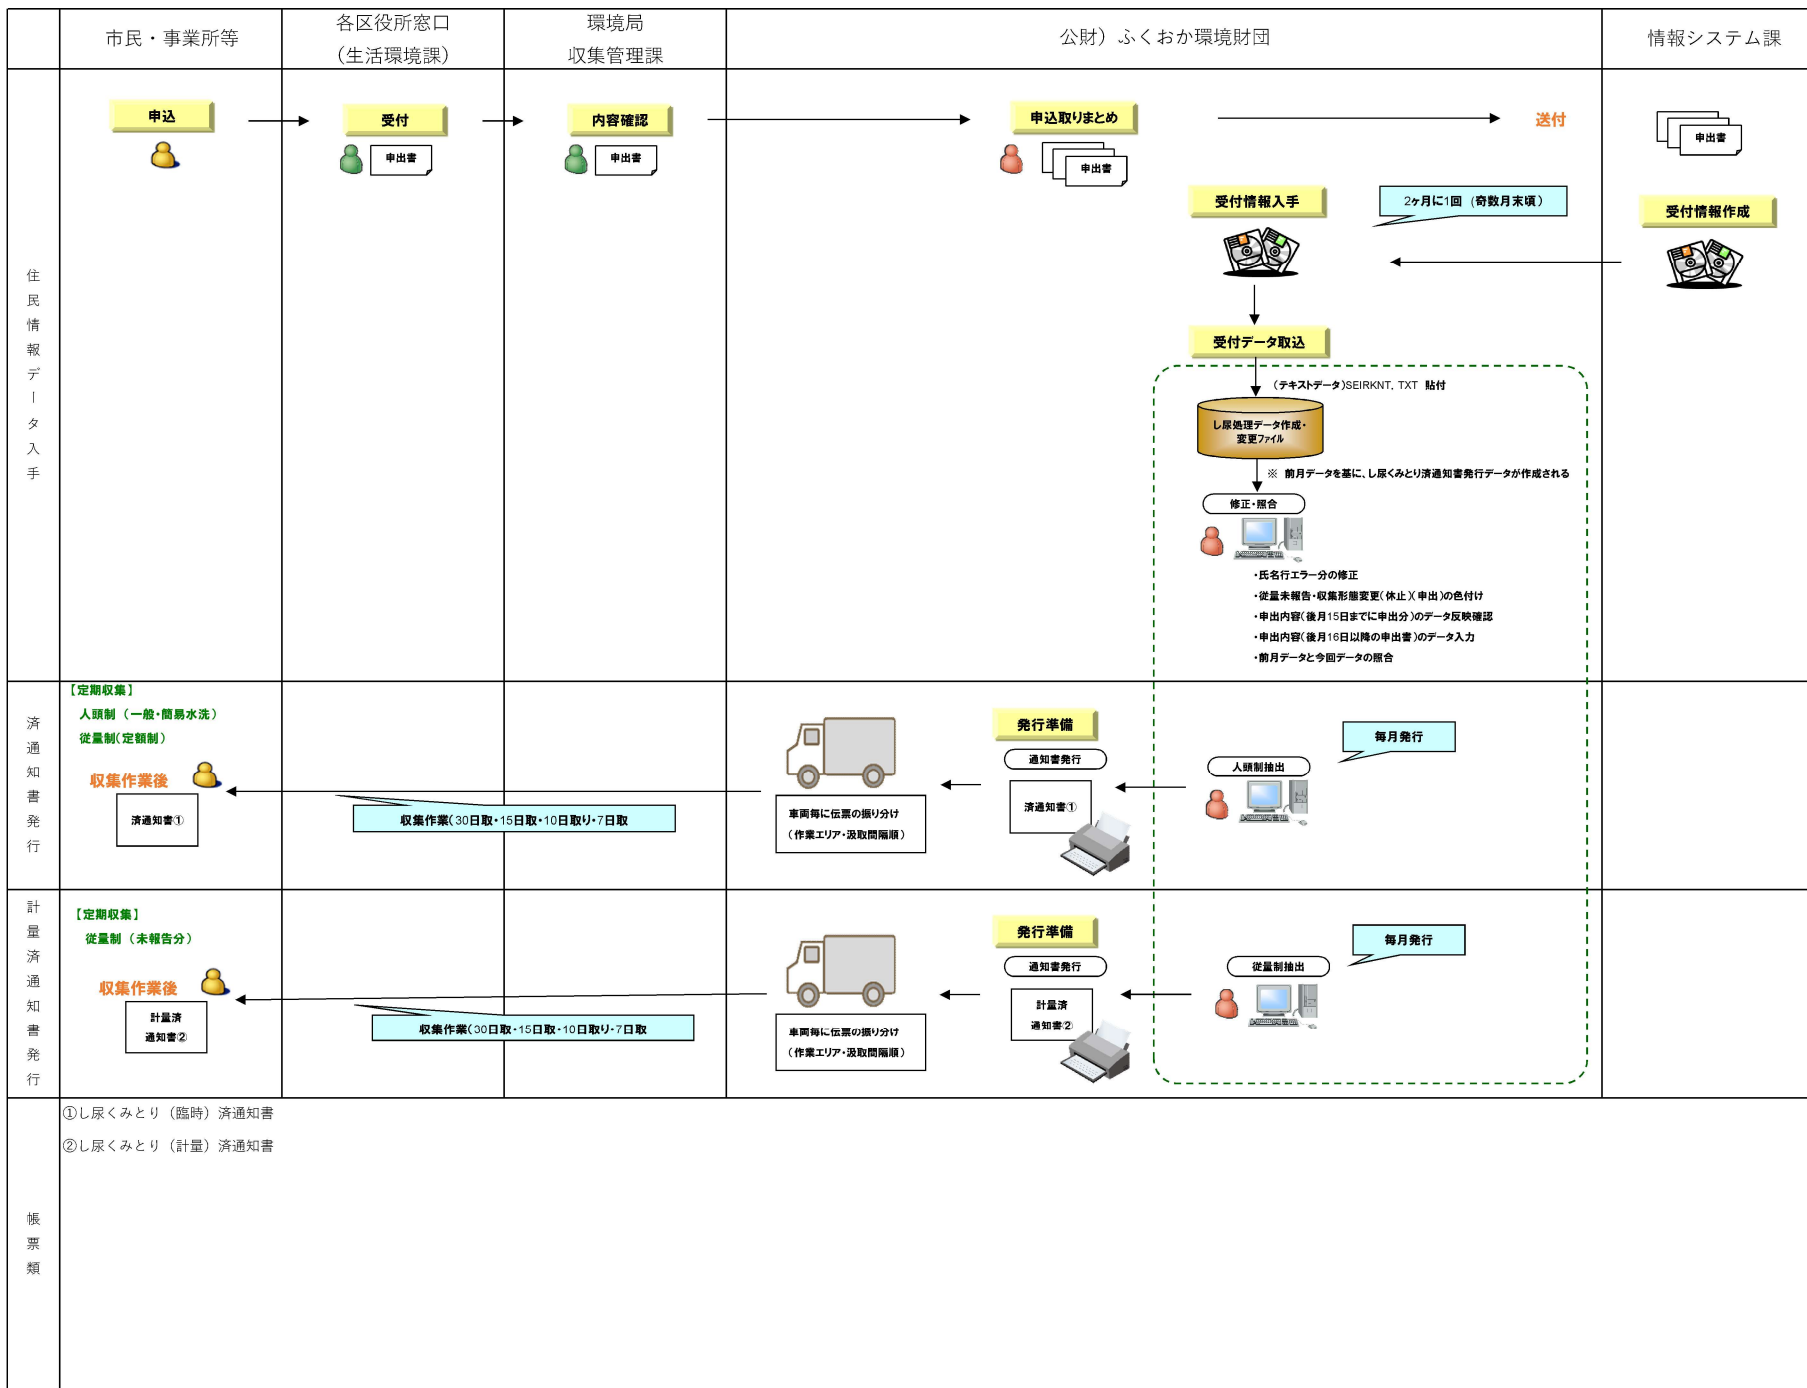 市民・事業所等
各区役所窓口
（生活環境課）
環境局
収集管理課
公財）ふくおか環境財団
情報システム課
住民情報データ入手
申込
受付
申出書
内容確認
申出書
申込取りまとめ
申出書
送付
申出書
受付情報入手
2ヶ月に1回（奇数月末頃）
受付情報作成
受付データ取込
（テキストデータ）SEIRKNT．TXT 貼付
し尿処理データ作成・
変更ファイル
※ 前月データを基に、し尿くみとり済通知書発行データが作成される
修正・照合
・氏名行エラー分の修正
・従量未報告・収集形態変更（休止）（申出）の色付け
・申出内容（後月15日までに申出分）のデータ反映確認
・申出内容（後月16日以降の申出書）のデータ入力
・前月データと今回データの照合
済通知書発行
【定期収集】
人頭制（一般・簡易水洗）
従量制（定額制）
収集作業後
済通知書①
収集作業（30日取・15日取・10日取り・7日取
車両毎に伝票の振り分け
（作業エリア・汲取間隔順）
発行準備
通知書発行
済通知書①
人頭制抽出
毎月発行
計量済通知書発行
【定期収集】
従量制（未報告分）
収集作業後
計量済
通知書②
収集作業（30日取・15日取・10日取り・7日取
車両毎に伝票の振り分け
（作業エリア・汲取間隔順）
発行準備
通知書発行
計量済
通知書②
従量制抽出
毎月発行
帳票類
①し尿くみとり（臨時）済通知書
②し尿くみとり（計量）済通知書